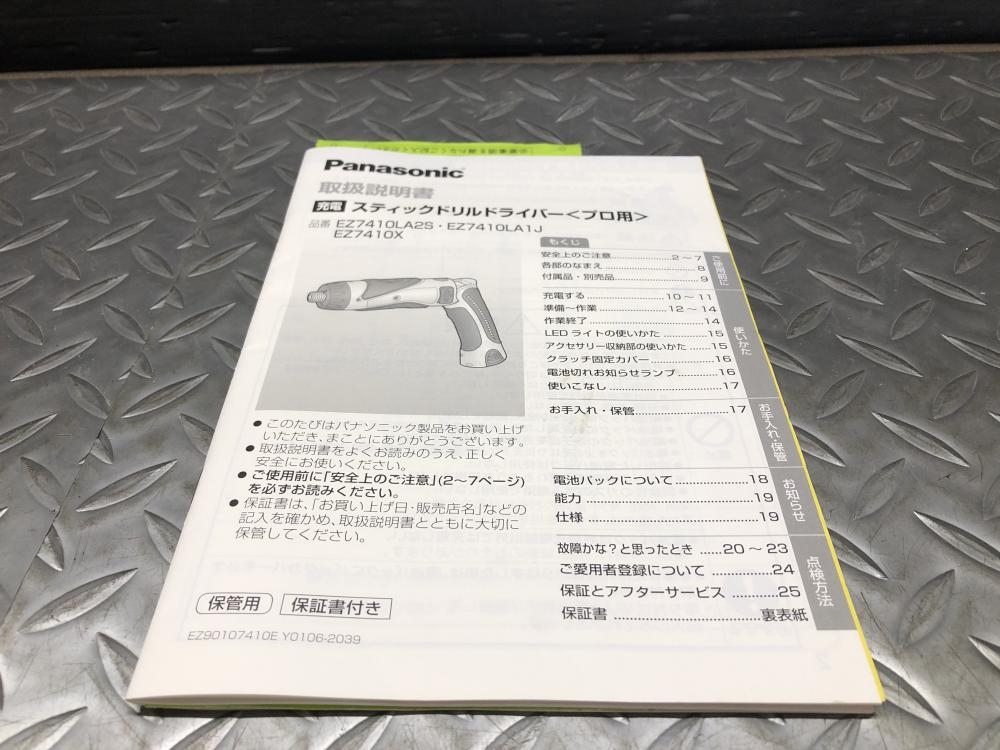 Panasonic
取扱説明書
充電 スティックドリルドライバー<プロ用>
品番 EZ7410LA2S・EZ7410LA1J
EZ7410X
もくじ
安全上のご注意 2～7
各部のなまえ 8
付属品・別売品 9
ご使用前に
充電する 10～11
準備～作業 12～14
作業終了 14
LEDライトの使いかた 15
アクセサリー収納部の使いかた 15
クラッチ固定カバー 16
電池切れお知らせランプ 16
使いこなし 17
使いかた
お手入れ・保管 17
お手入れ・保管
電池パックについて 18
能力 19
仕様 19
お知らせ
故障かな?と思ったとき 20～23
ご愛用者登録について 24
保証とアフターサービス 25
保証書 裏表紙
点検方法
●このたびはパナソニック製品をお買い上げ
いただき、まことにありがとうございます。
●取扱説明書をよくお読みのうえ、正しく
安全にお使いください。
●ご使用前に「安全上のご注意」(2～7ページ)
を必ずお読みください。
●保証書は、「お買い上げ日・販売店名」などの
記入を確かめ、取扱説明書とともに大切に
保管してください。
保管用 保証書付き
EZ90107410E Y0106-2039